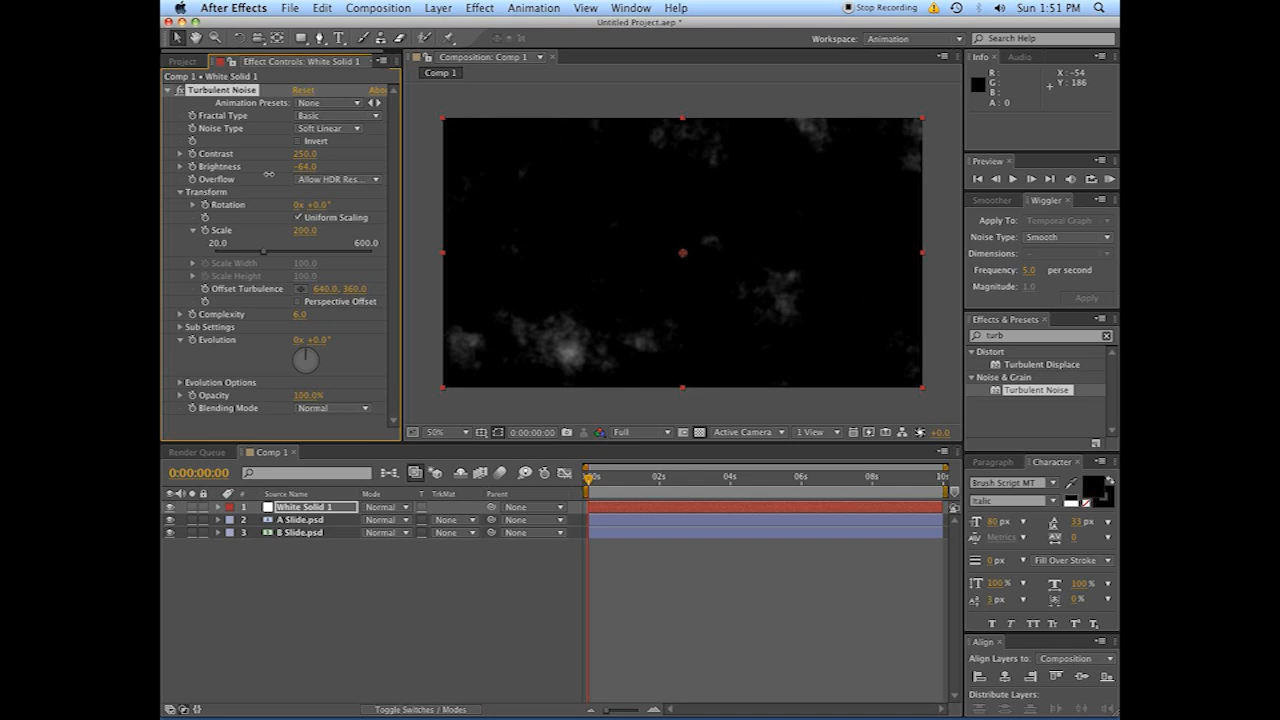 After Effects File Edit Composition Layer Effect Animation View Window Help Stop Recording Sun 1:51 PM
Untitled Project.aep *
Workspace: Animation Search Help
Project Effect Controls: White Solid 1 Composition: Comp 1 Info Audio
Comp 1 • White Solid 1 Comp 1 R: X: -54
G: Y: 186
B:
A: 0
Turbulent Noise Reset Abo
Animation Presets: None
Fractal Type Basic
Noise Type Soft Linear
Invert
Contrast 250.0
Brightness -64.0
Overflow Allow HDR Res...
Transform
Rotation 0x +0.0°
Uniform Scaling
Scale 200.0
20.0 600.0
Scale Width 100.0
Scale Height 100.0
Offset Turbulence 640.0, 360.0
Perspective Offset
Complexity 6.0
Sub Settings
Evolution 0x +0.0°
Evolution Options
Opacity 100.0%
Blending Mode Normal
50% 0:00:00:00 Full Active Camera 1 View +0.0
Preview
Smoother Wiggler
Apply To: Temporal Graph
Noise Type: Smooth
Dimensions: -
Frequency: 5.0 per second
Magnitude: 1.0
Apply
Effects & Presets
turb
Distort
Turbulent Displace
Noise & Grain
Turbulent Noise
Render Queue Comp 1
0:00:00:00 02s 04s 06s 08s 10s
# Source Name Mode T TrkMat Parent
1 White Solid 1 Normal None
2 A Slide.psd Normal None None
3 B Slide.psd Normal None None
Toggle Switches / Modes
Paragraph Character
Brush Script MT
Italic
80 px 33 px
Metrics 0
0 px Fill Over Stroke
100% 100%
3 px 0%
T T TT Tr T' T,
Align
Align Layers to: Composition
Distribute Layers: